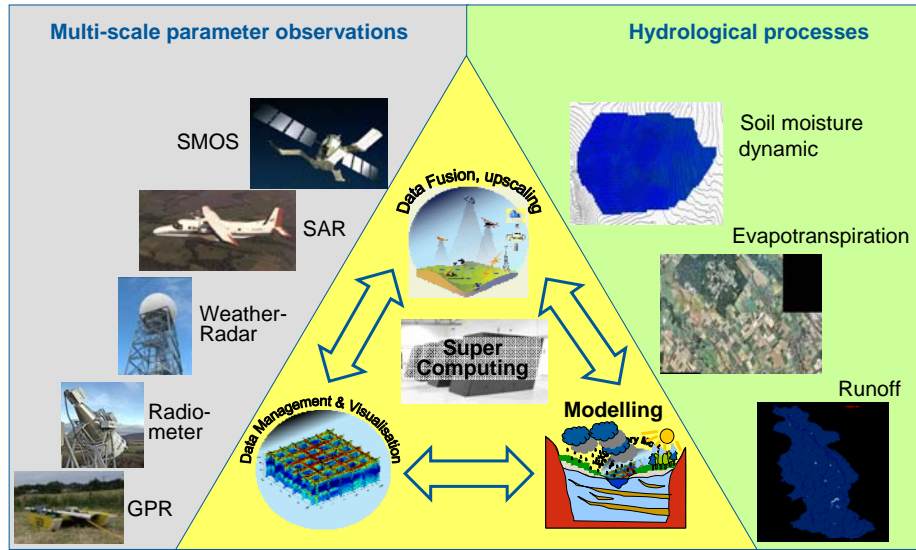 Multi-scale parameter observations
Hydrological processes
SMOS
SAR
Weather-
Radar
Radio-
meter
GPR
Data Fusion, upscaling
Super
Computing
Data Management & Visualisation
Modelling
Soil moisture
dynamic
Evapotranspiration
Runoff